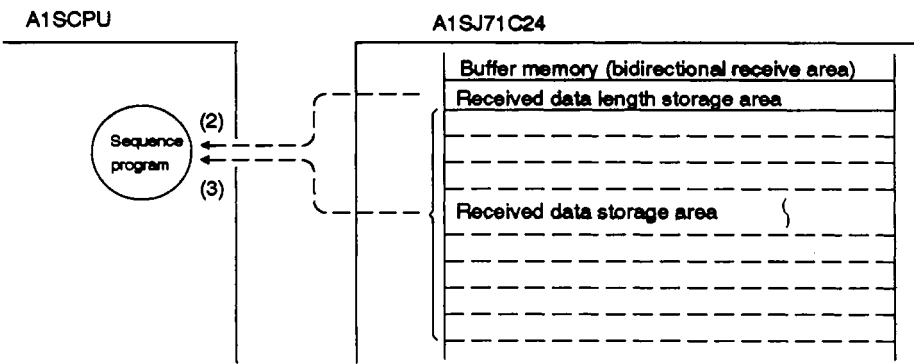 A1SCPU
A1SJ71C24
Buffer memory (bidirectional receive area)
Received data length storage area
(2)
Sequence
program
(3)
Received data storage area